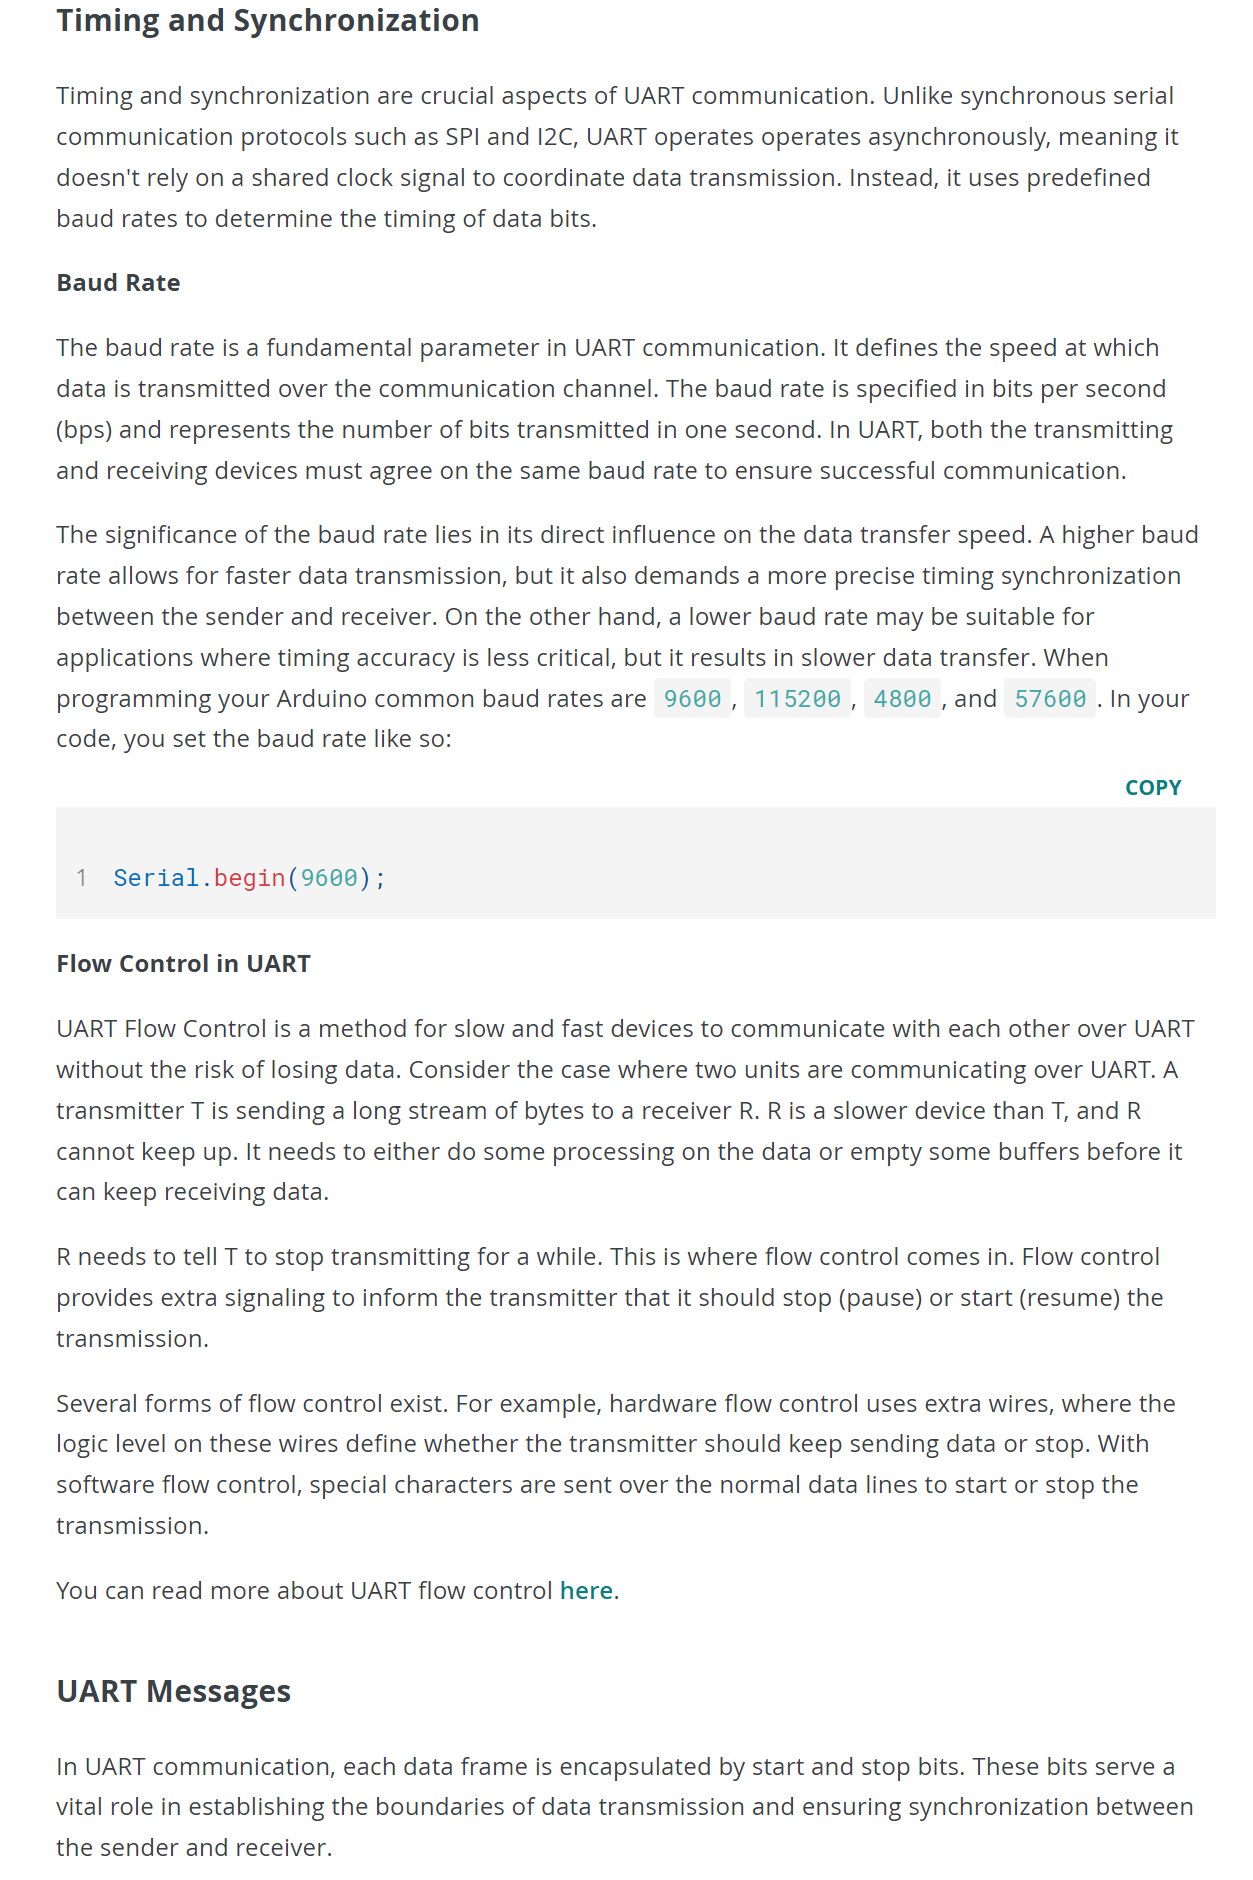 Timing and Synchronization
Timing and synchronization are crucial aspects of UART communication. Unlike synchronous serial
communication protocols such as SPI and I2C, UART operates operates asynchronously, meaning it
doesn't rely on a shared clock signal to coordinate data transmission. Instead, it uses predefined
baud rates to determine the timing of data bits.
Baud Rate
The baud rate is a fundamental parameter in UART communication. It defines the speed at which
data is transmitted over the communication channel. The baud rate is specified in bits per second
(bps) and represents the number of bits transmitted in one second. In UART, both the transmitting
and receiving devices must agree on the same baud rate to ensure successful communication.
The significance of the baud rate lies in its direct influence on the data transfer speed. A higher baud
rate allows for faster data transmission, but it also demands a more precise timing synchronization
between the sender and receiver. On the other hand, a lower baud rate may be suitable for
applications where timing accuracy is less critical, but it results in slower data transfer. When
programming your Arduino common baud rates are 9600 , 115200 , 4800 , and 57600 . In your
code, you set the baud rate like so:
COPY
1 Serial.begin(9600);
Flow Control in UART
UART Flow Control is a method for slow and fast devices to communicate with each other over UART
without the risk of losing data. Consider the case where two units are communicating over UART. A
transmitter T is sending a long stream of bytes to a receiver R. R is a slower device than T, and R
cannot keep up. It needs to either do some processing on the data or empty some buffers before it
can keep receiving data.
R needs to tell T to stop transmitting for a while. This is where flow control comes in. Flow control
provides extra signaling to inform the transmitter that it should stop (pause) or start (resume) the
transmission.
Several forms of flow control exist. For example, hardware flow control uses extra wires, where the
logic level on these wires define whether the transmitter should keep sending data or stop. With
software flow control, special characters are sent over the normal data lines to start or stop the
transmission.
You can read more about UART flow control here.
UART Messages
In UART communication, each data frame is encapsulated by start and stop bits. These bits serve a
vital role in establishing the boundaries of data transmission and ensuring synchronization between
the sender and receiver.